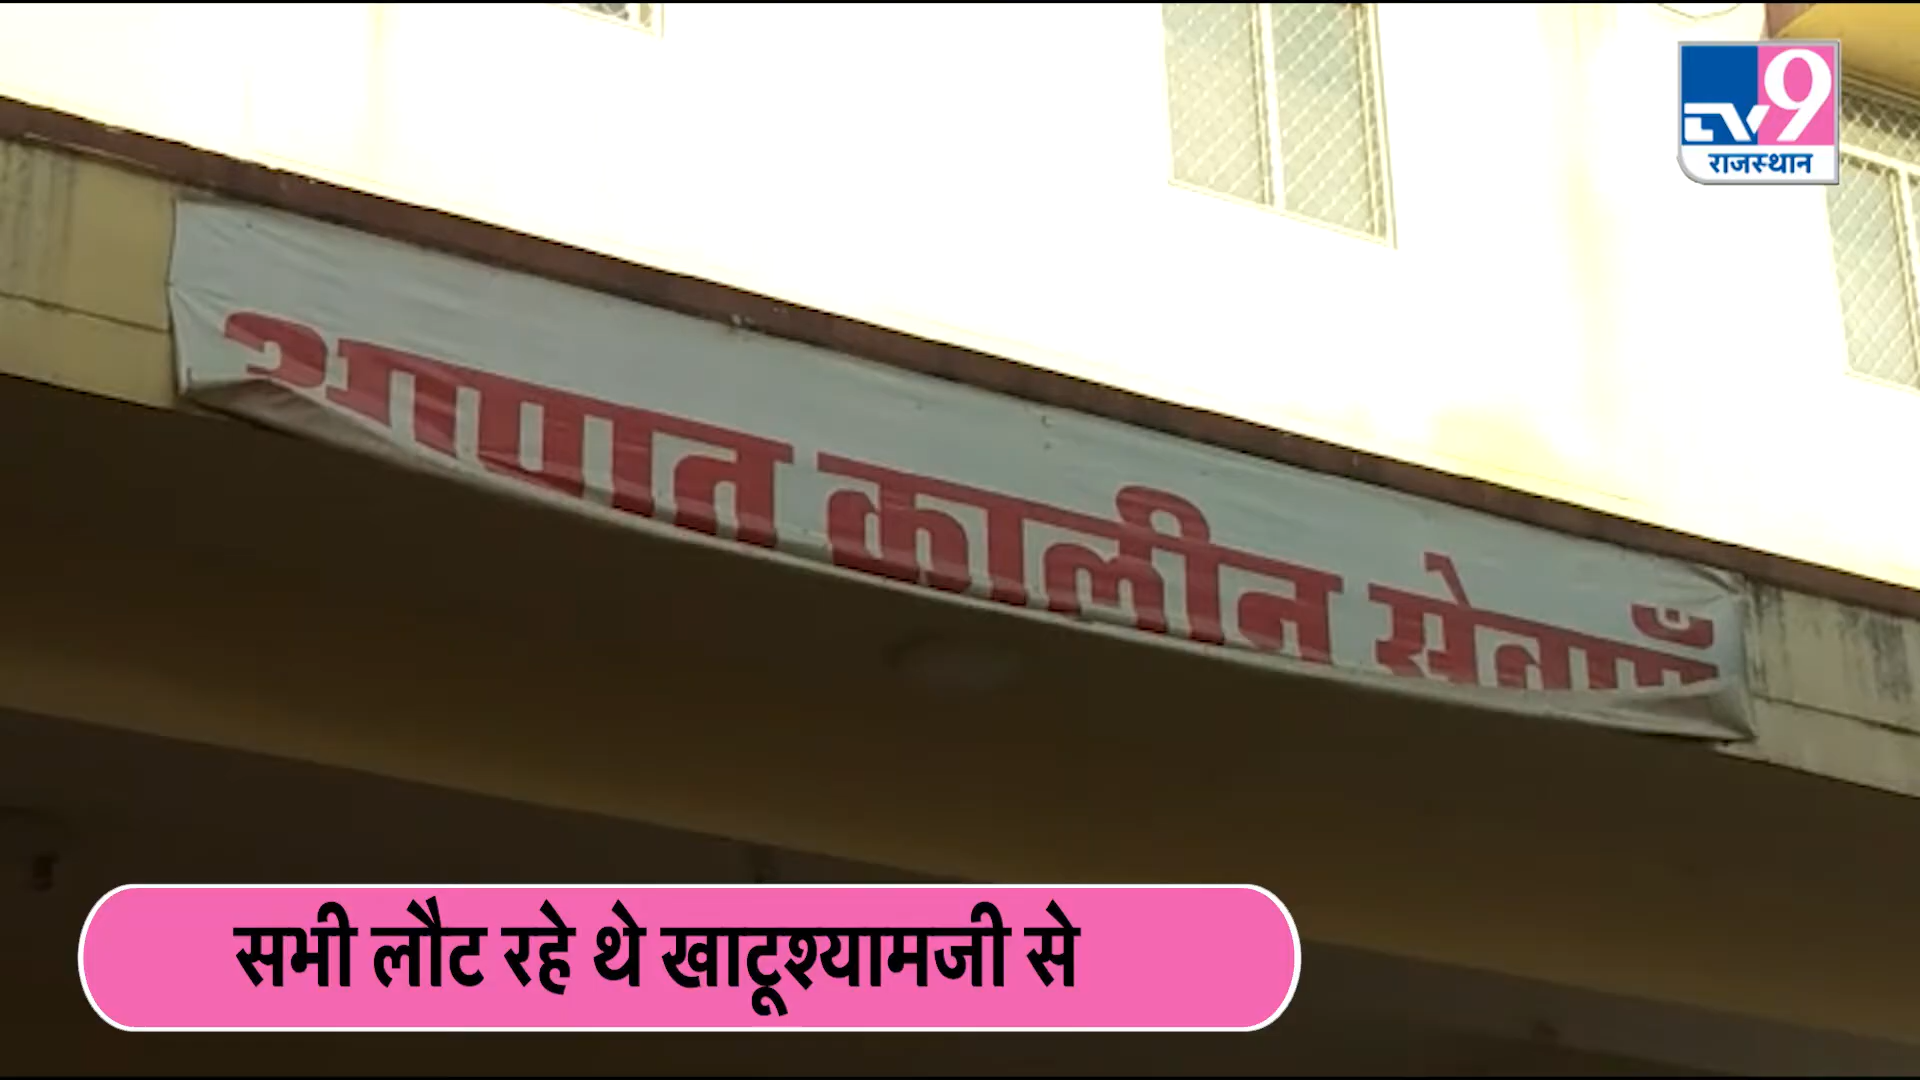 TV9
राजस्थान
आपात कालीन सेवाएँ
सभी लौट रहे थे खाटूश्यामजी से